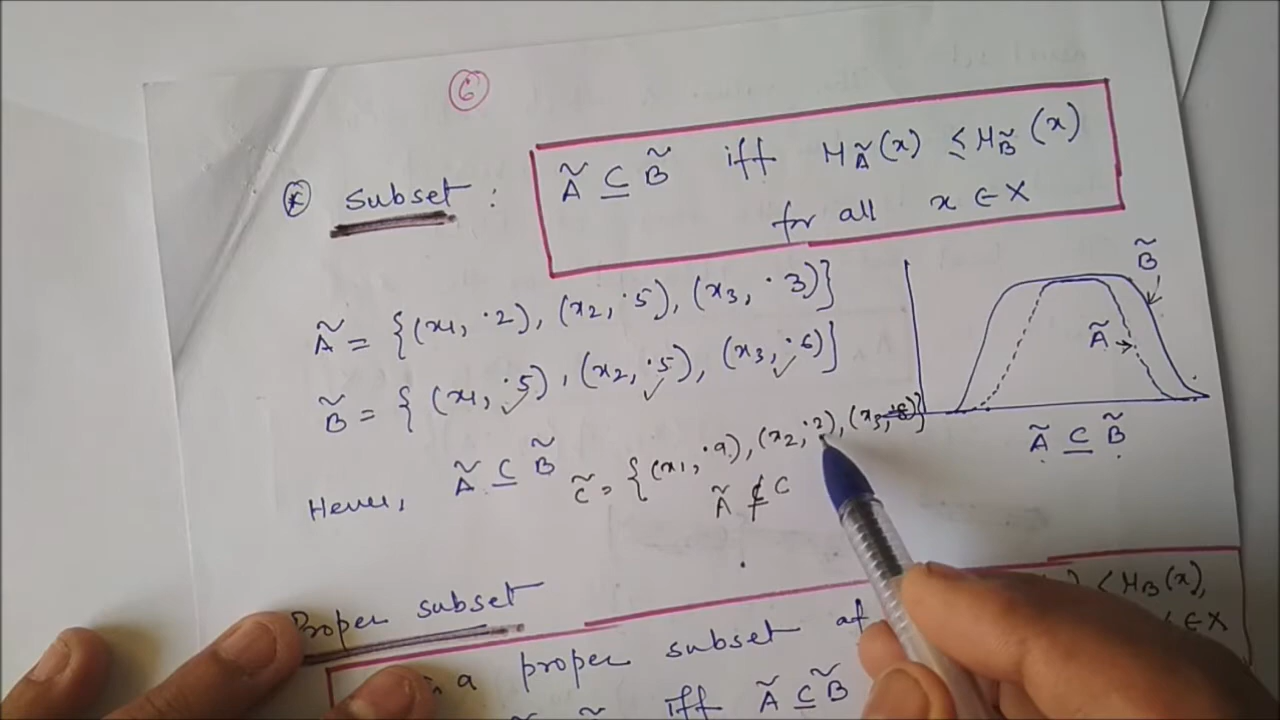 6
* Subset : Ã ⊆ B̃ iff μÃ(x) ≤ μB̃(x)
for all x ∈ X
Ã = {(x1, .2), (x2, .5), (x3, .3)}
B̃ = {(x1, .5), (x2, .5), (x3, .6)}
B̃
Ã
Ã ⊆ B̃
Hence, Ã ⊆ B̃
C̃ = {(x1, .9), (x2, .2), (x3, .8)}
Ã ⊈ C
Proper subset
) < μB(x),
∈ X
a proper subset of
iff Ã ⊆ B̃